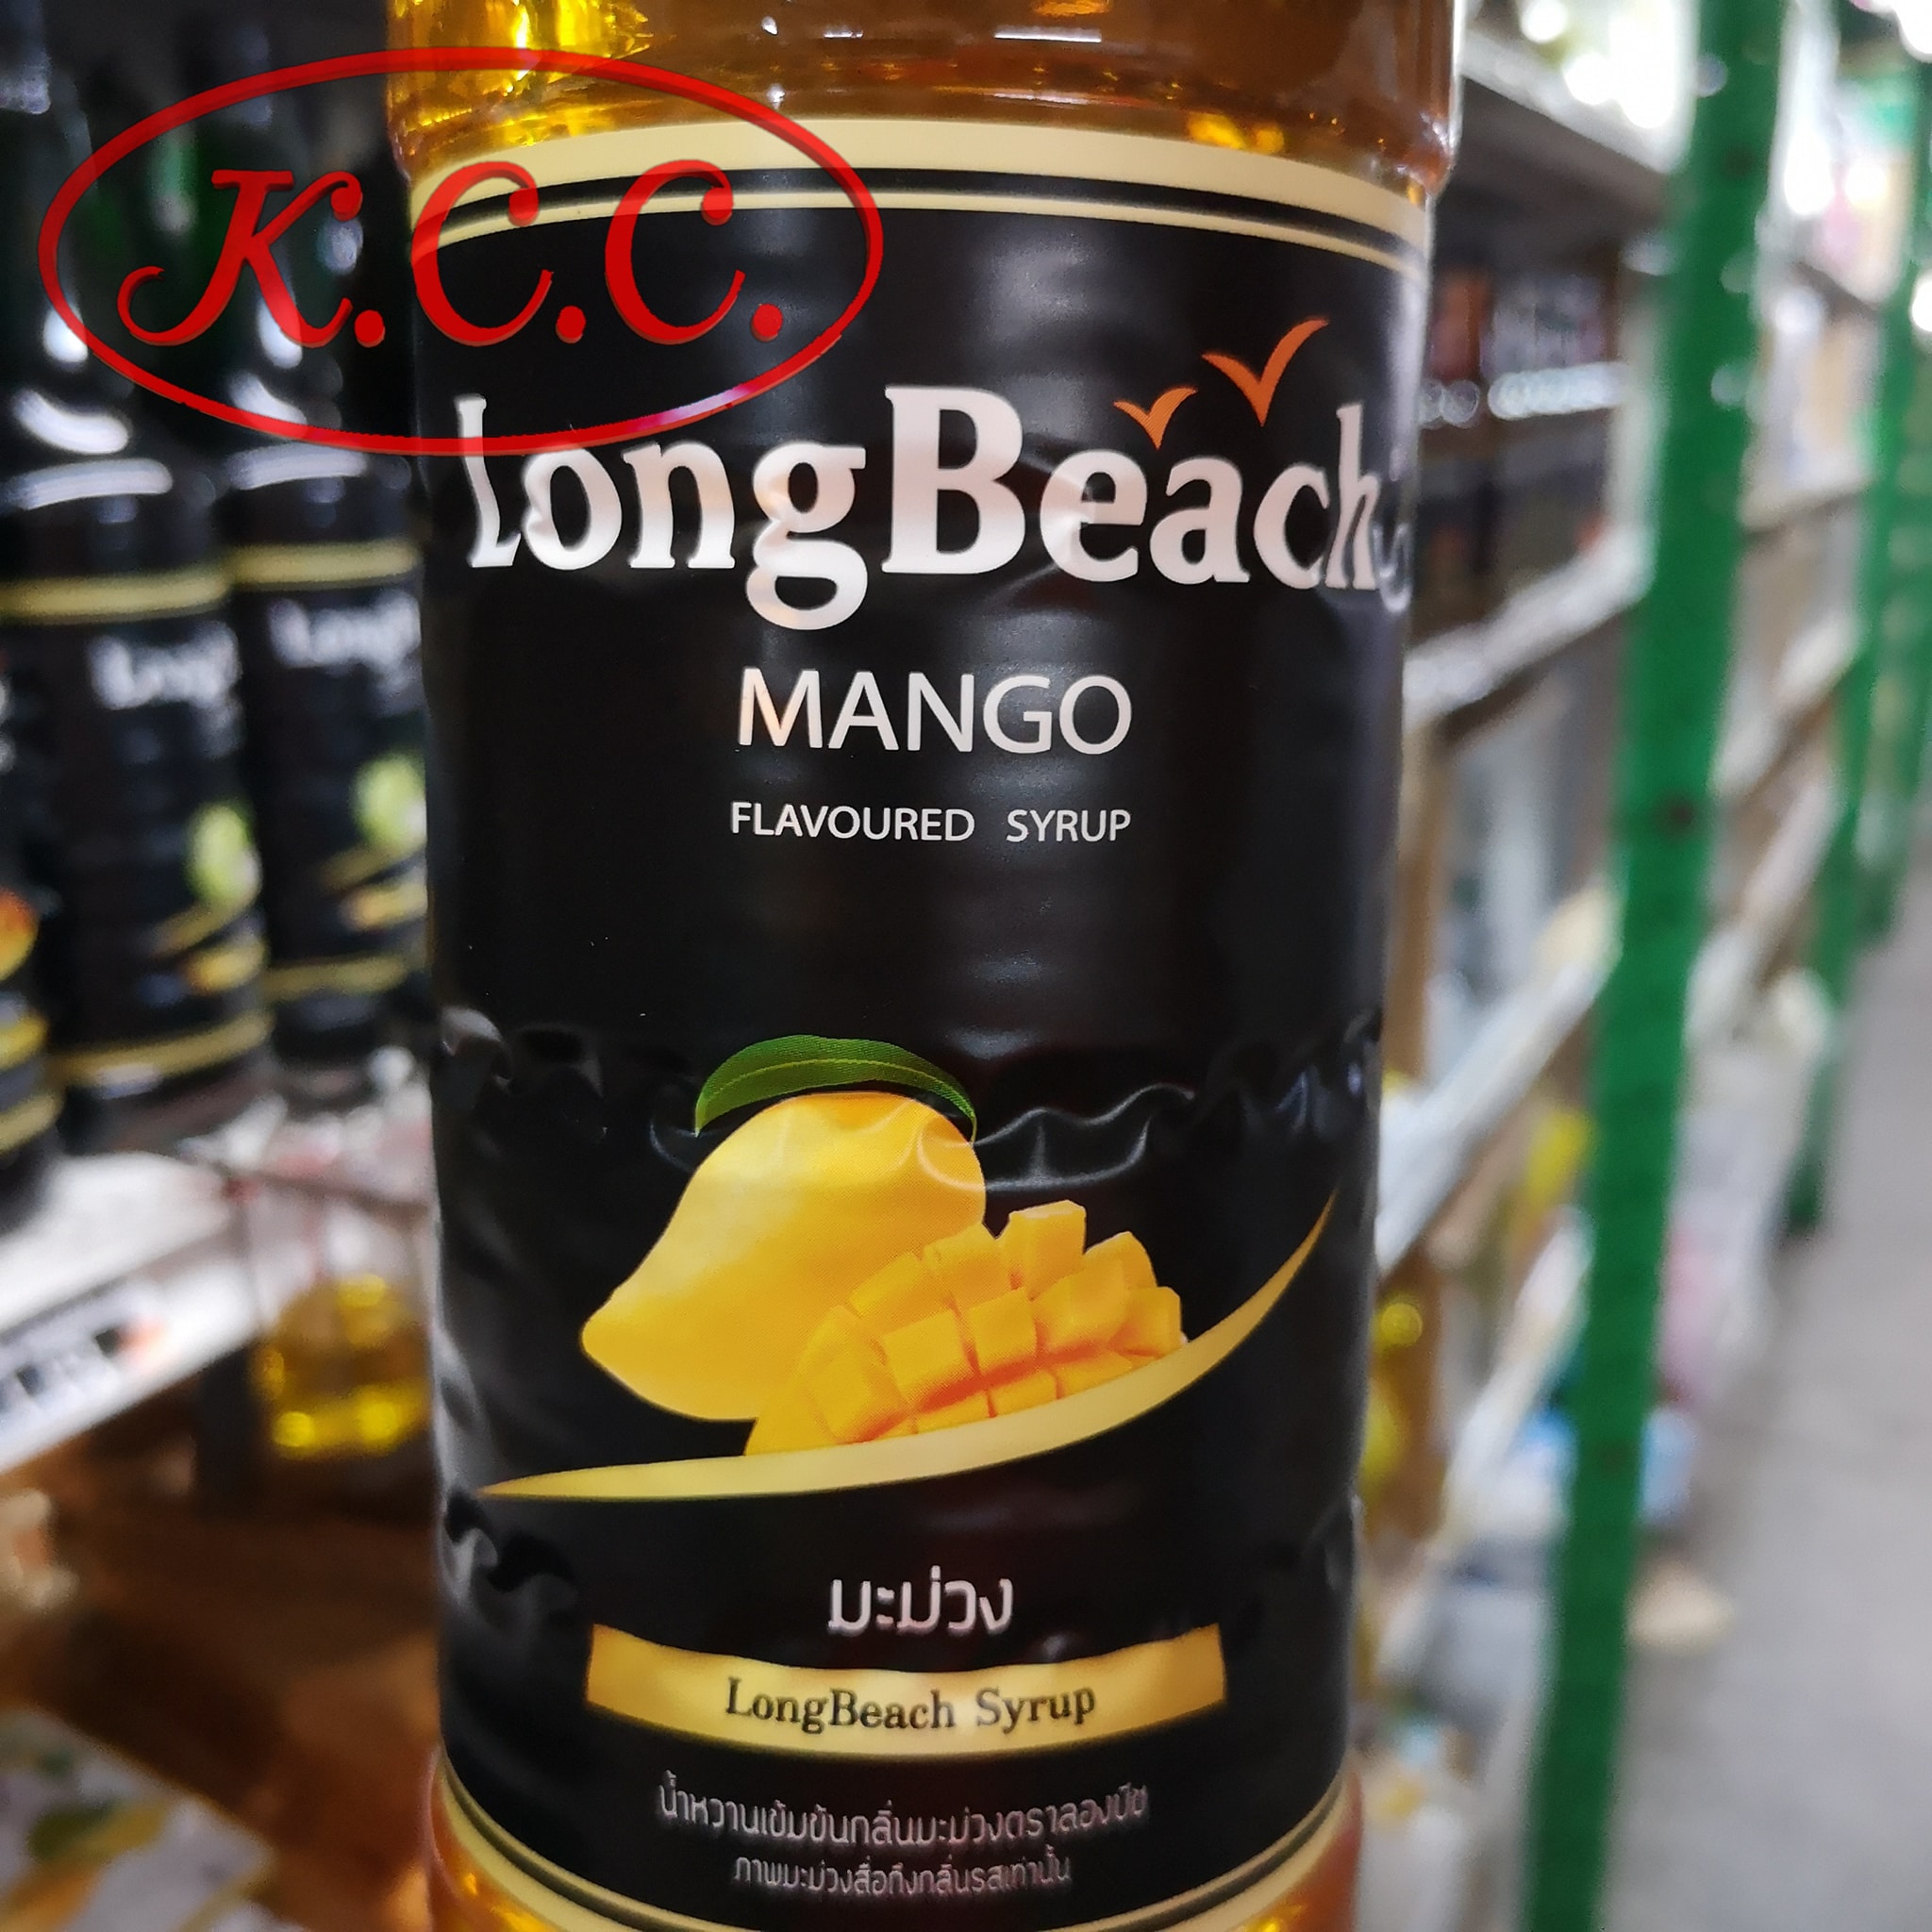 K.C.C.
LongBeach
MANGO
FLAVOURED SYRUP
มะม่วง
LongBeach Syrup
น้ำหวานเข้มข้นกลิ่นมะม่วงตราลองบีช
ภาพมะม่วงสื่อถึงกลิ่นรสเท่านั้น